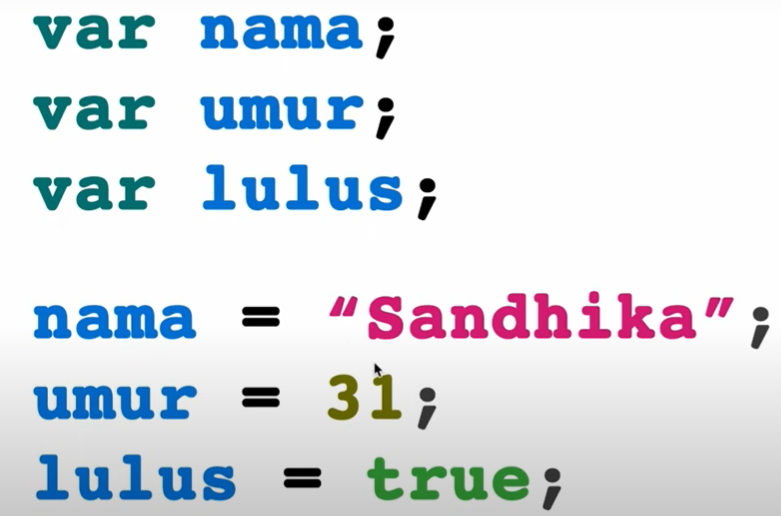 var nama;
var umur;
var lulus;
nama = “Sandhika”;
umur = 31;
lulus = true;